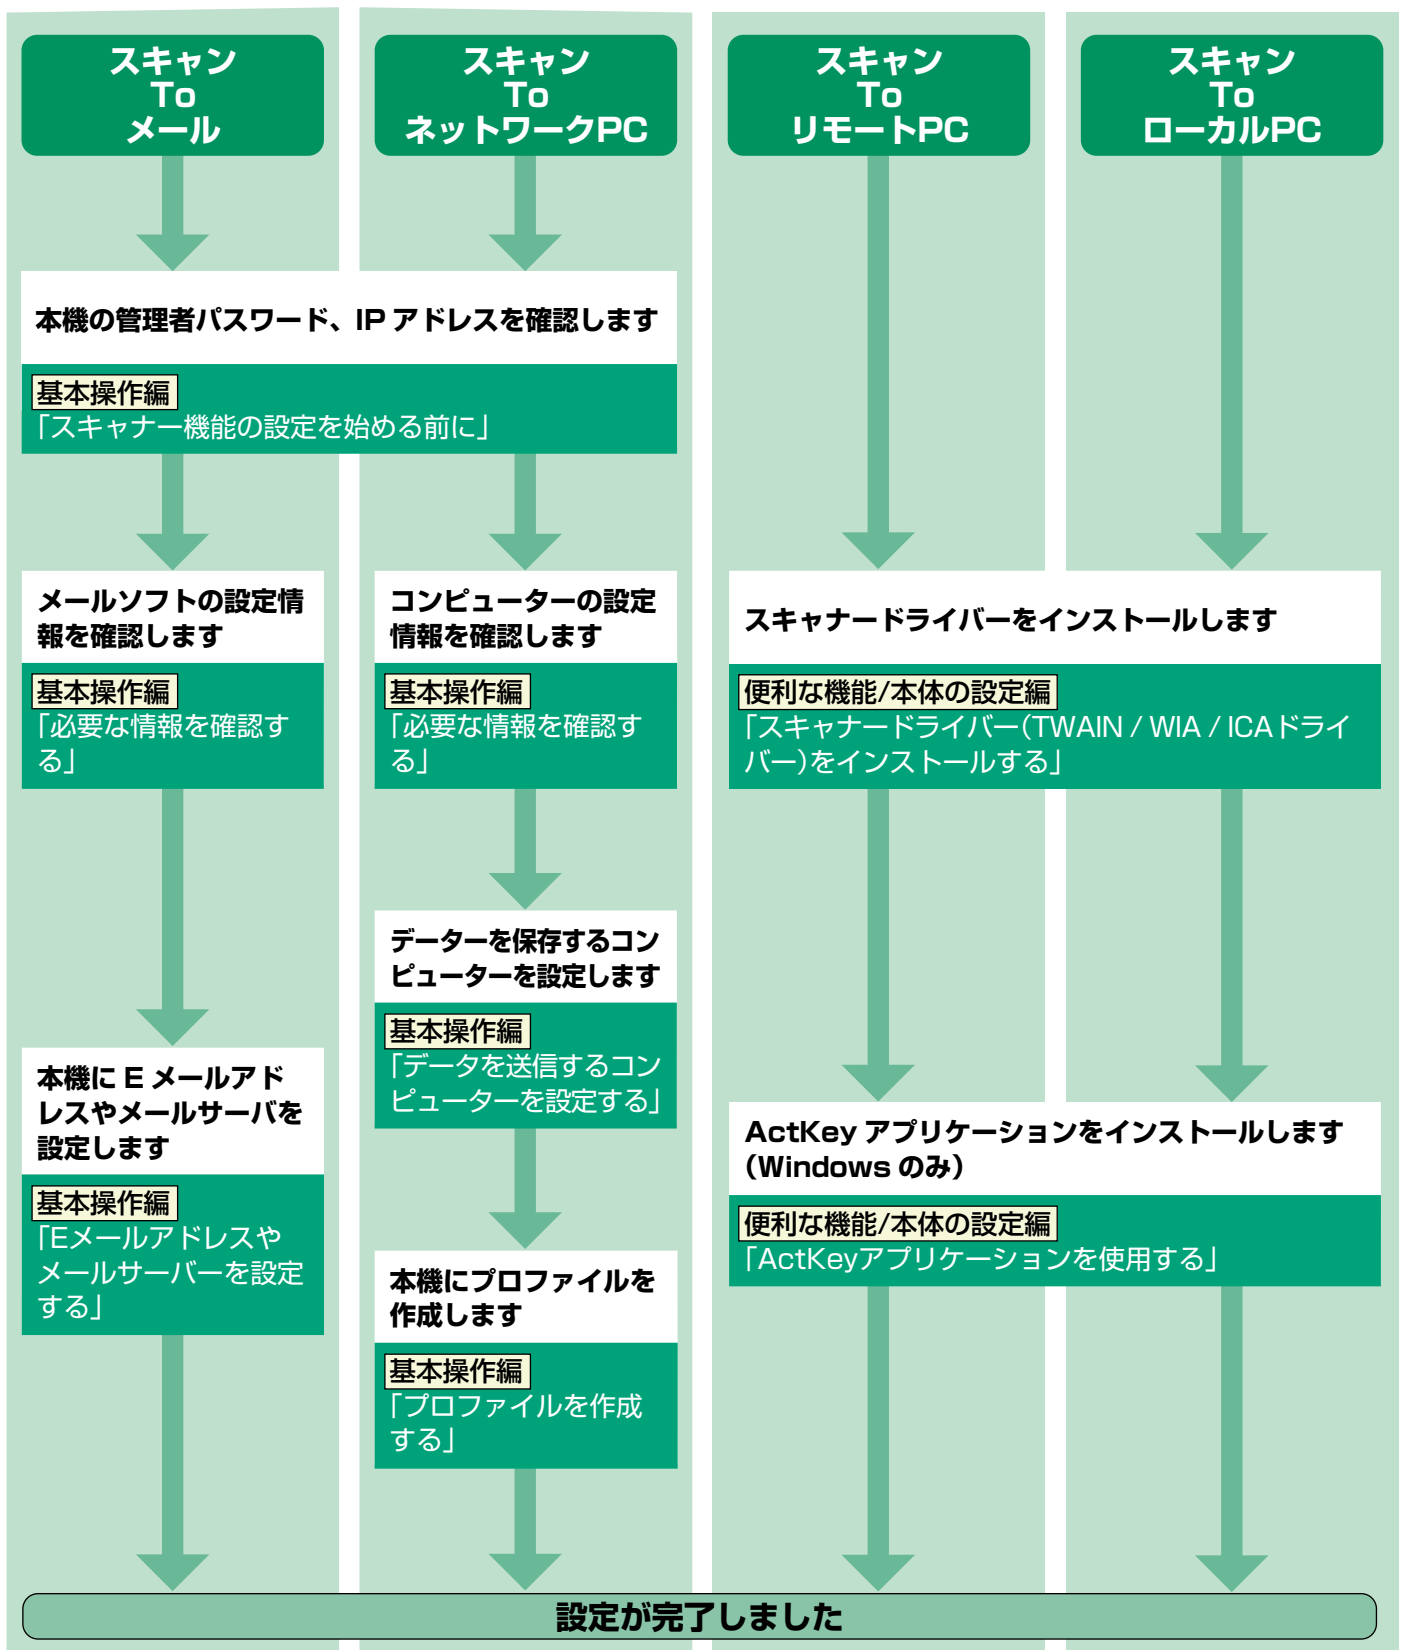 スキャン
To
メール
スキャン
To
ネットワークPC
スキャン
To
リモートPC
スキャン
To
ローカルPC
本機の管理者パスワード、IP アドレスを確認します
基本操作編
「スキャナー機能の設定を始める前に」
メールソフトの設定情
報を確認します
基本操作編
「必要な情報を確認す
る」
コンピューターの設定
情報を確認します
基本操作編
「必要な情報を確認す
る」
スキャナードライバーをインストールします
便利な機能/本体の設定編
「スキャナードライバー(TWAIN / WIA / ICAドライ
バー)をインストールする」
データーを保存するコン
ピューターを設定します
基本操作編
「データを送信するコン
ピューターを設定する」
本機に E メールアド
レスやメールサーバを
設定します
基本操作編
「Eメールアドレスや
メールサーバーを設定
する」
ActKey アプリケーションをインストールします
(Windows のみ)
便利な機能/本体の設定編
「ActKeyアプリケーションを使用する」
本機にプロファイルを
作成します
基本操作編
「プロファイルを作成
する」
設定が完了しました